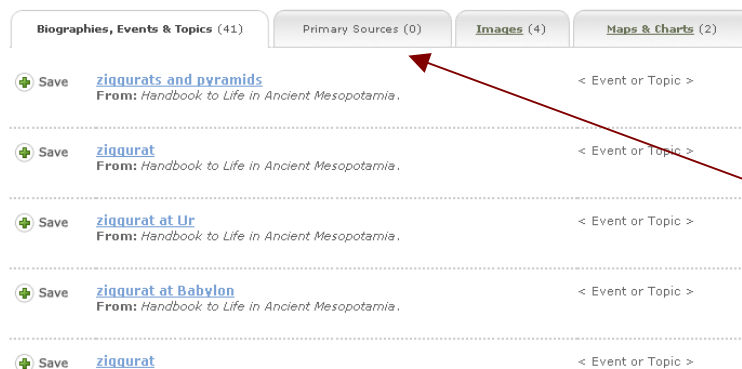 Biographies, Events & Topics (41) Primary Sources (0) Images (4) Maps & Charts (2)
Save ziggurats and pyramids < Event or Topic >
From: Handbook to Life in Ancient Mesopotamia.
Save ziggurat < Event or Topic >
From: Handbook to Life in Ancient Mesopotamia.
Save ziggurat at Ur < Event or Topic >
From: Handbook to Life in Ancient Mesopotamia.
Save ziggurat at Babylon < Event or Topic >
From: Handbook to Life in Ancient Mesopotamia.
Save ziggurat < Event or Topic >